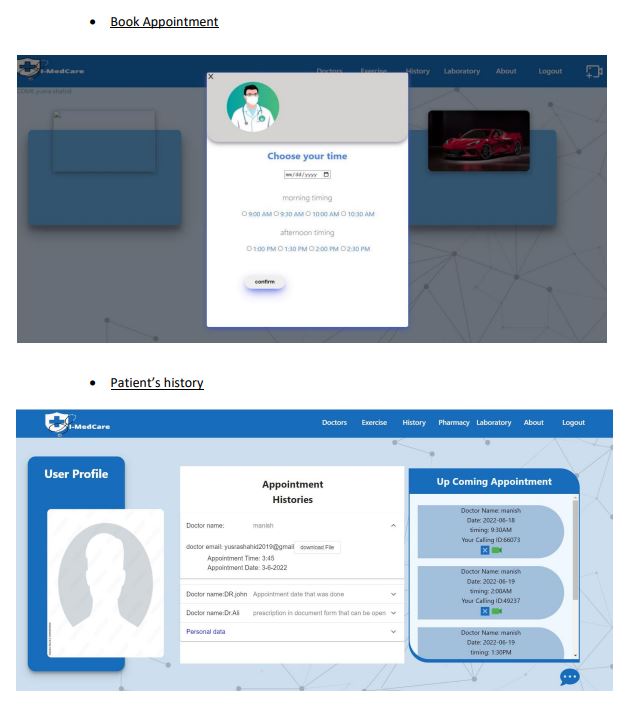 • Book Appointment
I-MedCare
Doctors Exercise History Laboratory About Logout
X
Choose your time
mm/dd/yyyy
morning timing
9:00 AM 9:30 AM 10:00 AM 10:30 AM
afternoon timing
1:00 PM 1:30 PM 2:00 PM 2:30 PM
confirm
• Patient's history
I-MedCare
Doctors Exercise History Pharmacy Laboratory About Logout
User Profile
Appointment
Histories
Doctor name: manish
doctor email: yusrashahid2019@gmail download File
Appointment Time: 3:45
Appointment Date: 3-6-2022
Doctor name:DR.john Appointment date that was done
Doctor name:Dr.Ali prescription in document form that can be open
Personal data
Up Coming Appointment
Doctor Name: manish
Date: 2022-06-18
timing: 9:30AM
Your Calling ID:66073
Doctor Name: manish
Date: 2022-06-19
timing: 2:00AM
Your Calling ID:49237
Doctor Name: manish
Date: 2022-06-19
timing: 1:30PM